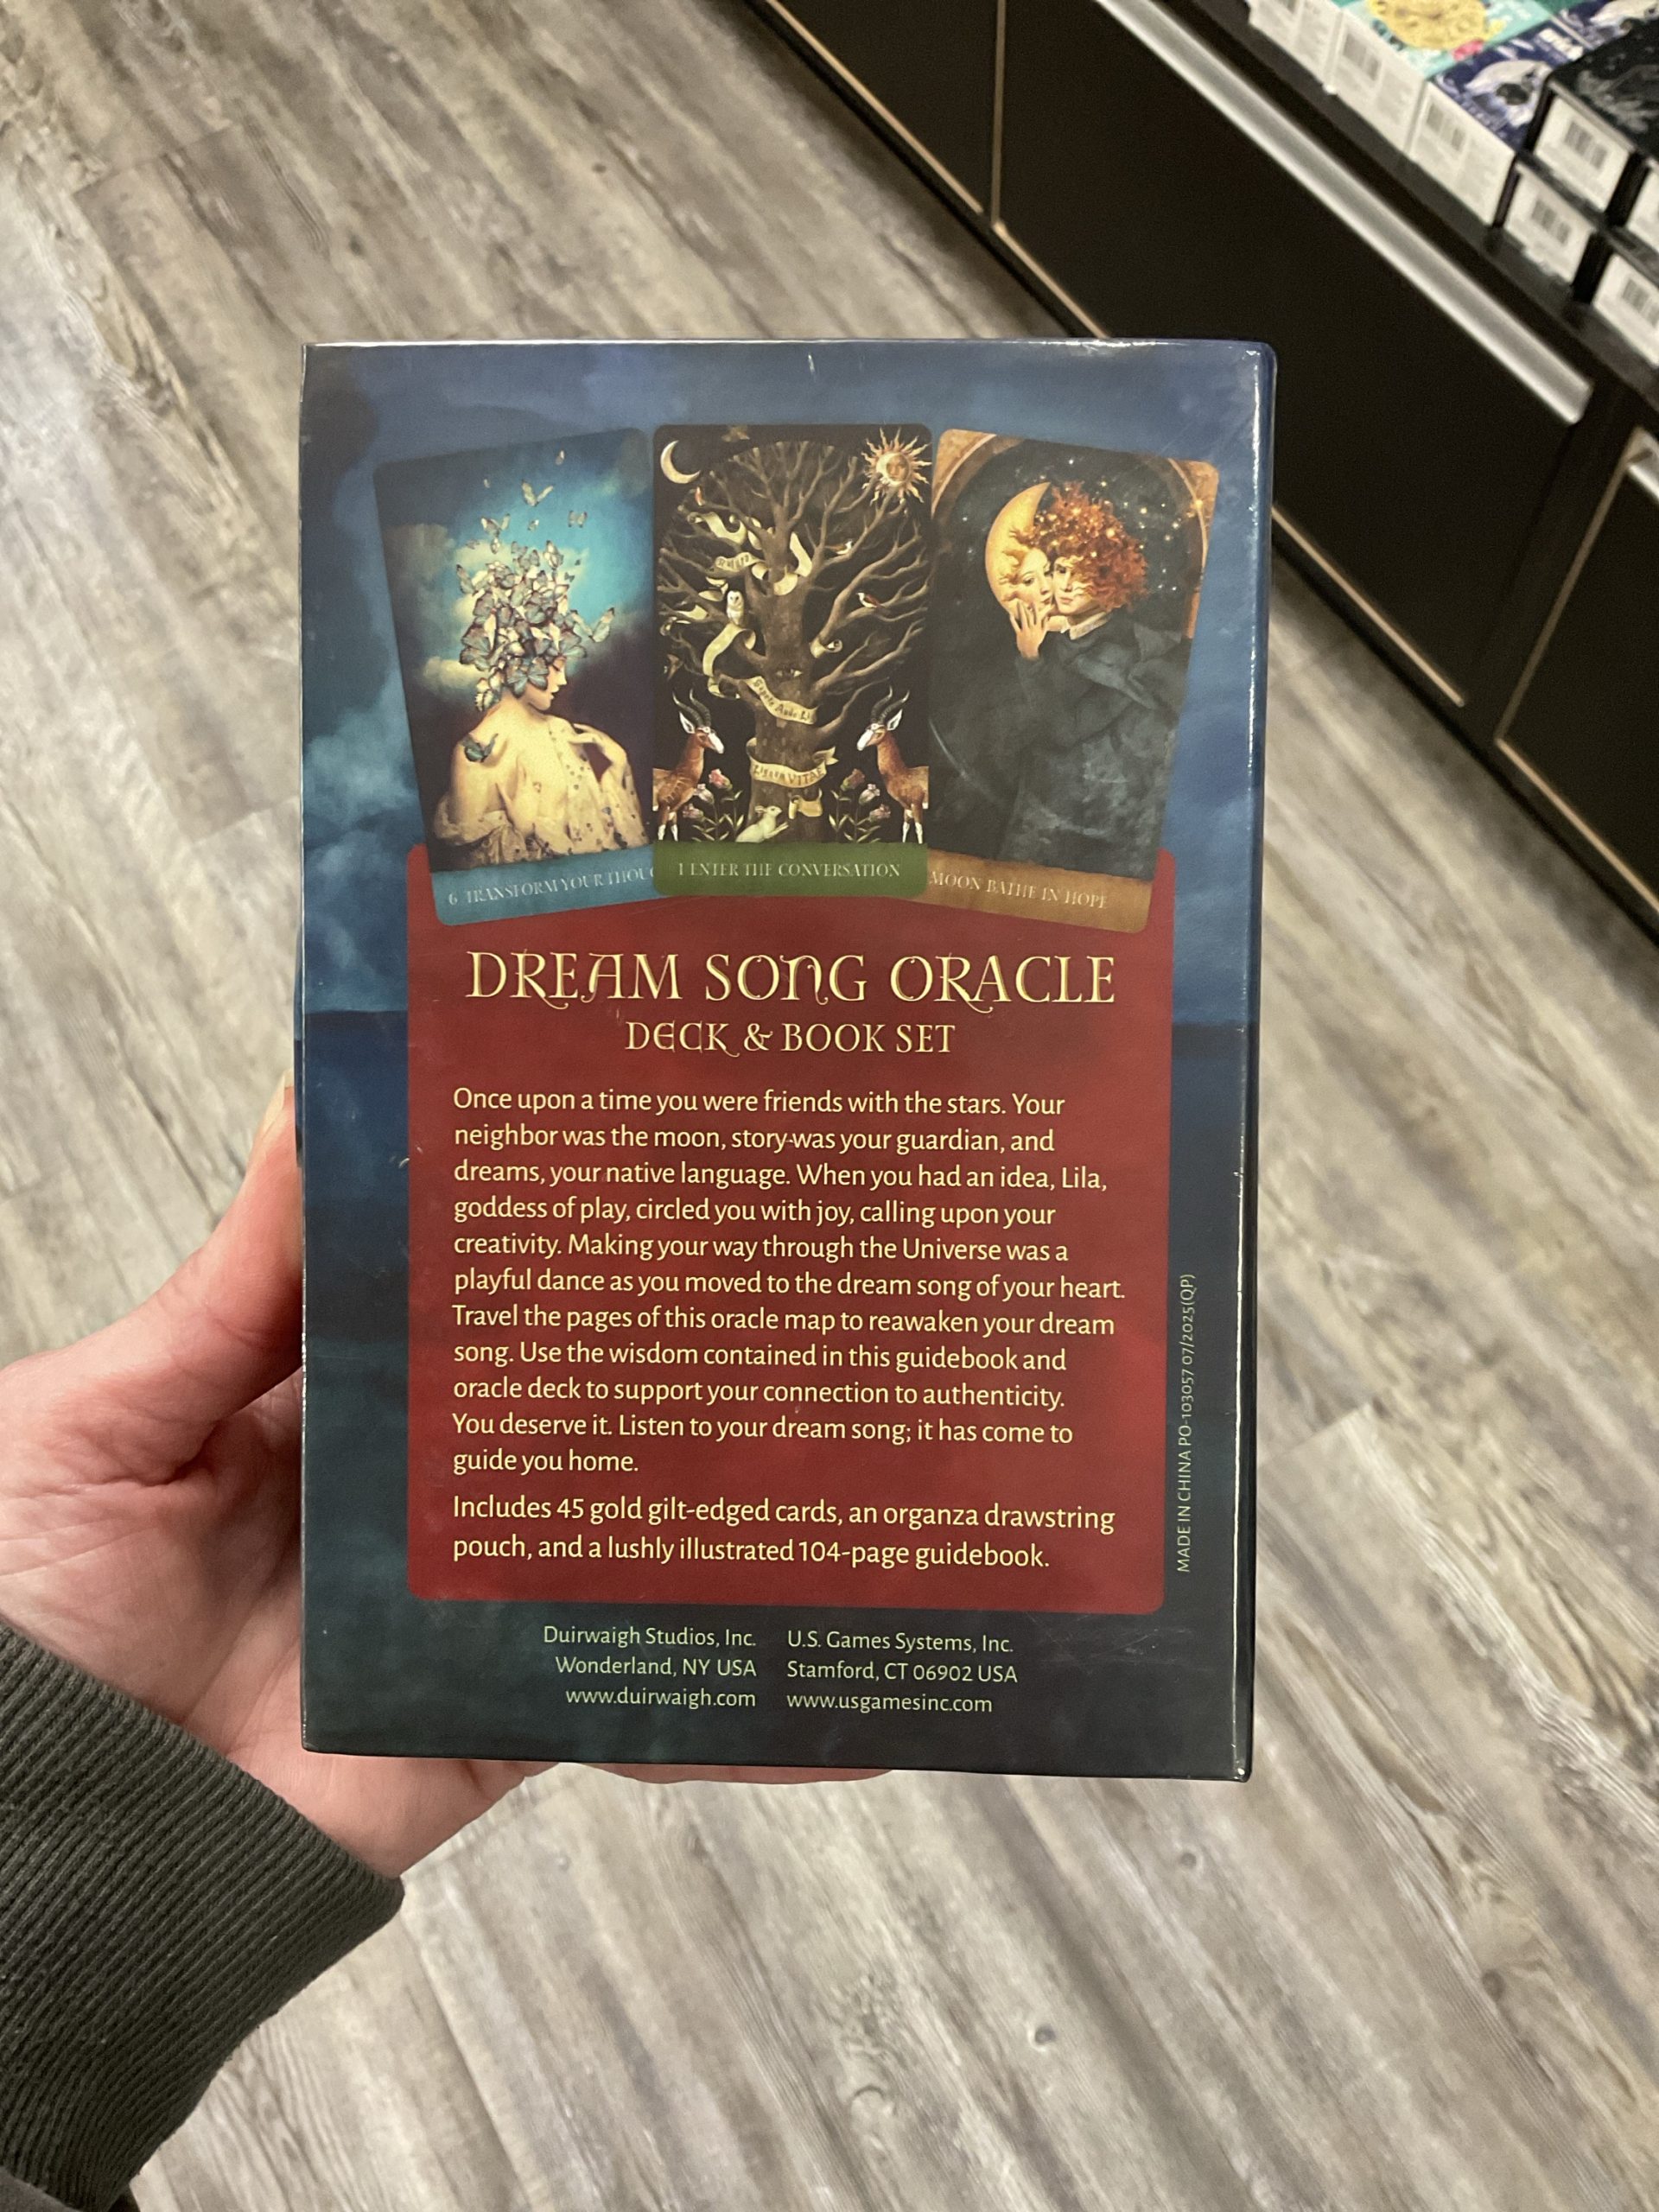 6 TRANSFORM YOUR THOU
1 ENTER THE CONVERSATION
MOON BATHE IN HOPE
DREAM SONG ORACLE
DECK & BOOK SET
Once upon a time you were friends with the stars. Your
neighbor was the moon, story was your guardian, and
dreams, your native language. When you had an idea, Lila,
goddess of play, circled you with joy, calling upon your
creativity. Making your way through the Universe was a
playful dance as you moved to the dream song of your heart.
Travel the pages of this oracle map to reawaken your dream
song. Use the wisdom contained in this guidebook and
oracle deck to support your connection to authenticity.
You deserve it. Listen to your dream song; it has come to
guide you home.
Includes 45 gold gilt-edged cards, an organza drawstring
pouch, and a lushly illustrated 104-page guidebook.
MADE IN CHINA PO-103057 07/2025(QP)
Duirwaigh Studios, Inc.
Wonderland, NY USA
www.duirwaigh.com
U.S. Games Systems, Inc.
Stamford, CT 06902 USA
www.usgamesinc.com